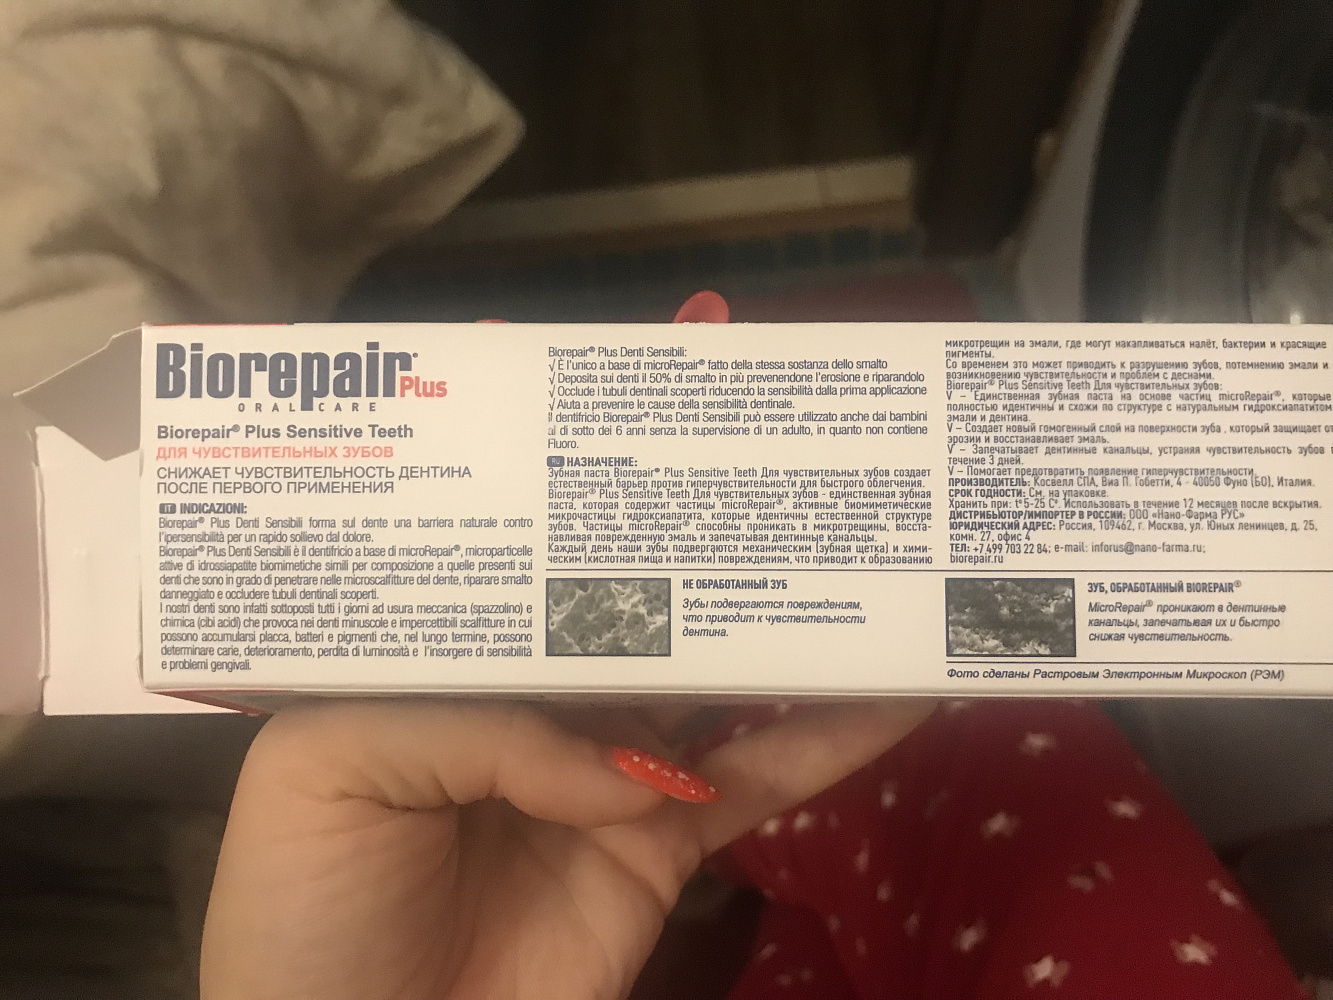 Biorepair® Plus
ORAL CARE
Biorepair® Plus Sensitive Teeth
ДЛЯ ЧУВСТВИТЕЛЬНЫХ ЗУБОВ
СНИЖАЕТ ЧУВСТВИТЕЛЬНОСТЬ ДЕНТИНА
ПОСЛЕ ПЕРВОГО ПРИМЕНЕНИЯ
IT INDICAZIONI:
Biorepair® Plus Denti Sensibili forma sul dente una barriera naturale contro
l'ipersensibilità per un rapido sollievo dal dolore.
Biorepair® Plus Denti Sensibili è il dentifricio a base di microRepair®, microparticelle
attive di idrossiapatite biomimetiche simili per composizione a quelle presenti sui
denti che sono in grado di penetrare nelle microscalfitture del dente, riparare smalto
danneggiato e occludere tubuli dentinali scoperti.
I nostri denti sono infatti sottoposti tutti i giorni ad usura meccanica (spazzolino) e
chimica (cibi acidi) che provoca nei denti minuscole e impercettibili scalfitture in cui
possono accumularsi placca, batteri e pigmenti che, nel lungo termine, possono
determinare carie, deterioramento, perdita di luminosità e l'insorgere di sensibilità
e problemi gengivali.
Biorepair® Plus Denti Sensibili:
√ È l'unico a base di microRepair® fatto della stessa sostanza dello smalto
√ Deposita sui denti il 50% di smalto in più prevenendone l'erosione e riparandolo
√ Occlude i tubuli dentinali scoperti riducendo la sensibilità dalla prima applicazione
√ Aiuta a prevenire le cause della sensibilità dentinale.
Il dentifricio Biorepair® Plus Denti Sensibili può essere utilizzato anche dai bambini
al di sotto dei 6 anni senza la supervisione di un adulto, in quanto non contiene
Fluoro.
RU НАЗНАЧЕНИЕ:
Зубная паста Biorepair® Plus Sensitive Teeth Для чувствительных зубов создает
естественный барьер против гиперчувствительности для быстрого облегчения.
Biorepair® Plus Sensitive Teeth Для чувствительных зубов - единственная зубная
паста, которая содержит частицы microRepair®, активные биомиметические
микрочастицы гидроксиапатита, которые идентичны естественной структуре
зубов. Частицы microRepair® способны проникать в микротрещины, восста-
навливая поврежденную эмаль и запечатывая дентинные канальцы.
Каждый день наши зубы подвергаются механическим (зубная щетка) и хими-
ческим (кислотная пища и напитки) повреждениям, что приводит к образованию
микротрещин на эмали, где могут накапливаться налёт, бактерии и красящие
пигменты.
Со временем это может приводить к разрушению зубов, потемнению эмали и
возникновению чувствительности и проблем с деснами.
Biorepair® Plus Sensitive Teeth Для чувствительных зубов:
V – Единственная зубная паста на основе частиц microRepair®, которые
полностью идентичны и схожи по структуре с натуральным гидроксиапатитом
эмали и дентина.
V – Создает новый гомогенный слой на поверхности зуба , который защищает от
эрозии и восстанавливает эмаль.
V – Запечатывает дентинные канальцы, устраняя чувствительность зубов в
течение 3 дней.
V – Помогает предотвратить появление гиперчувствительности.
ПРОИЗВОДИТЕЛЬ: Косвелл СПА, Виа П. Гобетти, 4 - 40050 Фуно (БО), Италия.
СРОК ГОДНОСТИ: См. на упаковке.
Хранить при: t° 5-25 C°. Использовать в течение 12 месяцев после вскрытия.
ДИСТРИБЬЮТОР/ИМПОРТЕР В РОССИИ: ООО «Нано-Фарма РУС»
ЮРИДИЧЕСКИЙ АДРЕС: Россия, 109462, г. Москва, ул. Юных ленинцев, д. 25,
комн. 27, офис 4
ТЕЛ: +7 499 703 22 84; e-mail: inforus@nano-farma.ru;
biorepair.ru
НЕ ОБРАБОТАННЫЙ ЗУБ
Зубы подвергаются повреждениям,
что приводит к чувствительности
дентина.
ЗУБ, ОБРАБОТАННЫЙ BIOREPAIR®
MicroRepair® проникают в дентинные
канальцы, запечатывая их и быстро
снижая чувствительность.
Фото сделаны Растровым Электронным Микроскоп (РЭМ)